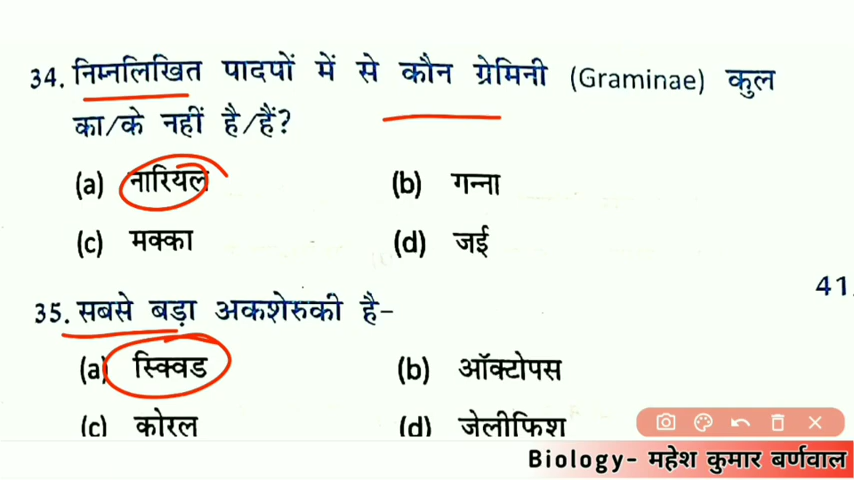 34. निम्नलिखित पादपों में से कौन ग्रेमिनी (Graminae) कुल
का/के नहीं है/हैं?
(a) नारियल (b) गन्ना
(c) मक्का (d) जई
41
35. सबसे बड़ा अकशेरुकी है-
(a) स्क्विड (b) ऑक्टोपस
(c) कोरल (d) जेलीफिश
Biology- महेश कुमार बर्णवाल